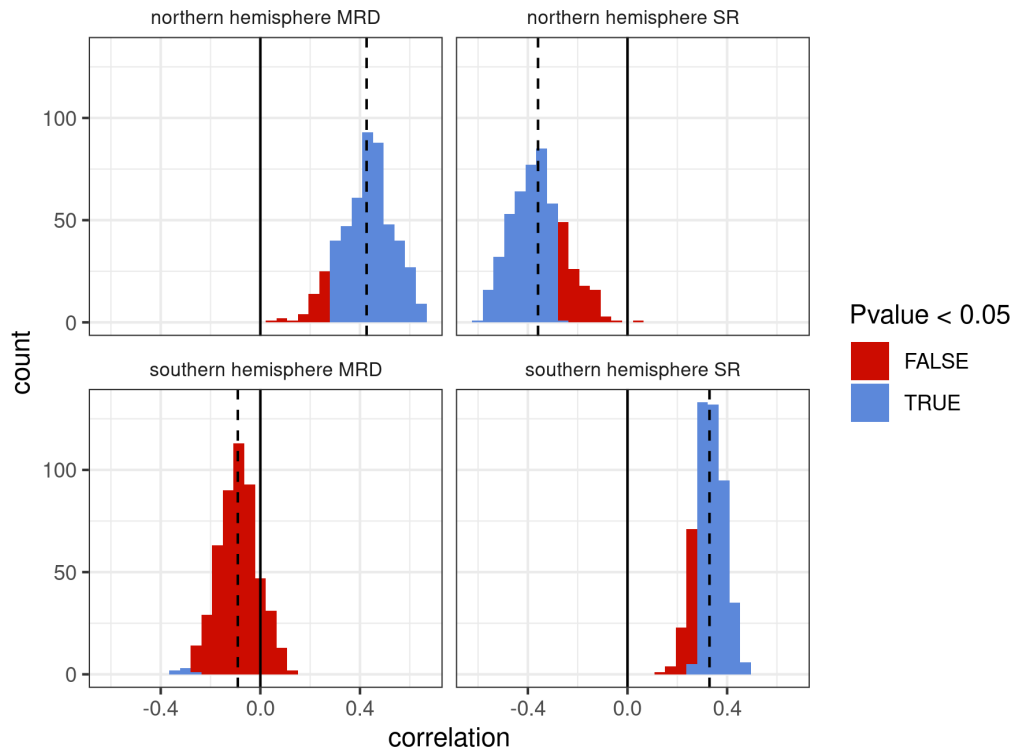 northern hemisphere MRD
northern hemisphere SR
100
50
0
count
southern hemisphere MRD
southern hemisphere SR
100
50
0
-0.4 0.0 0.4
-0.4 0.0 0.4
correlation
Pvalue < 0.05
FALSE
TRUE